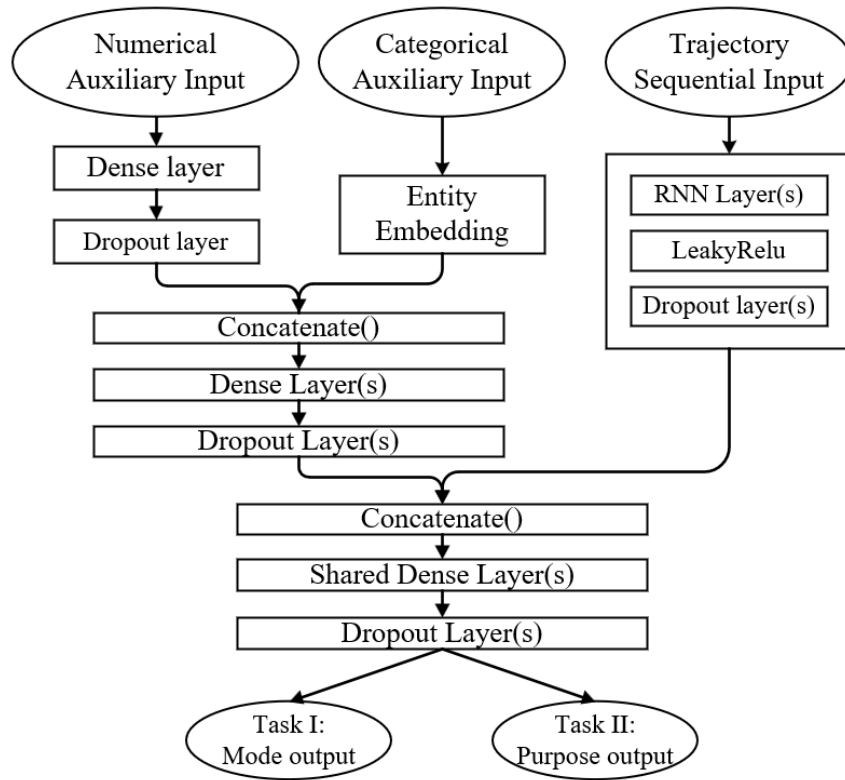 Numerical
Auxiliary Input
Categorical
Auxiliary Input
Trajectory
Sequential Input
Dense layer
Dropout layer
Entity
Embedding
RNN Layer(s)
LeakyRelu
Dropout layer(s)
Concatenate()
Dense Layer(s)
Dropout Layer(s)
Concatenate()
Shared Dense Layer(s)
Dropout Layer(s)
Task I:
Mode output
Task II:
Purpose output